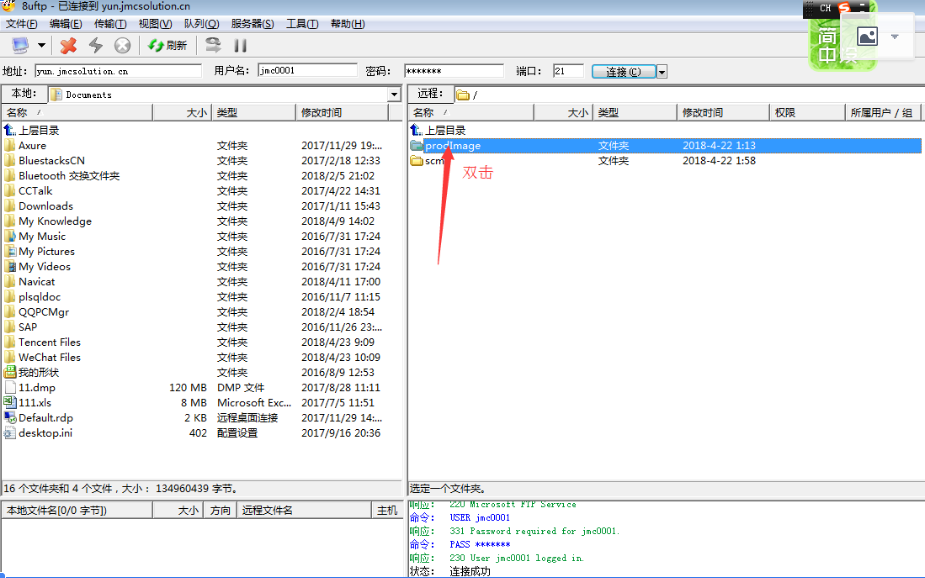 8uftp - 已连接到 yun.jmcsolution.cn
CH
文件(F) 编辑(E) 传输(T) 视图(V) 队列(Q) 服务器(S) 工具(T) 帮助(H)
刷新
简
中
地址: yun.jmcsolution.cn 用户名: jmc0001 密码: ******* 端口: 21 连接(C)
本地: Documents
远程: /
名称 / 大小 类型 修改时间
名称 / 大小 类型 修改时间 权限 所属用户 / 组
上层目录
Axure 文件夹 2017/11/29 19:...
BluestacksCN 文件夹 2017/2/18 12:33
Bluetooth 交换文件夹 文件夹 2018/2/5 21:02
CCTalk 文件夹 2017/4/22 14:31
Downloads 文件夹 2017/1/11 15:43
My Knowledge 文件夹 2018/4/9 14:02
My Music 文件夹 2016/7/31 17:24
My Pictures 文件夹 2016/7/31 17:24
My Videos 文件夹 2016/7/31 17:24
Navicat 文件夹 2018/4/11 17:00
plsqldoc 文件夹 2016/11/7 11:15
QQPCMgr 文件夹 2018/2/4 18:54
SAP 文件夹 2016/11/26 23:...
Tencent Files 文件夹 2018/4/23 9:09
WeChat Files 文件夹 2018/4/23 10:09
我的形状 文件夹 2016/8/9 12:53
11.dmp 120 MB DMP 文件 2017/8/28 11:11
111.xls 8 MB Microsoft Exc... 2017/7/5 11:51
Default.rdp 2 KB 远程桌面连接 2017/11/29 14:...
desktop.ini 402 配置设置 2017/9/16 20:36
上层目录
prodImage 文件夹 2018-4-22 1:13
scm 文件夹 2018-4-22 1:58
双击
16 个文件夹和 4 个文件，大小： 134960439 字节。
选定一个文件夹。
本地文件名[0/0 字节]) 大小 方向 远程文件名 主机
响应: 220 Microsoft FTP Service
命令: USER jmc0001
响应: 331 Password required for jmc0001.
命令: PASS *******
响应: 230 User jmc0001 logged in.
状态: 连接成功